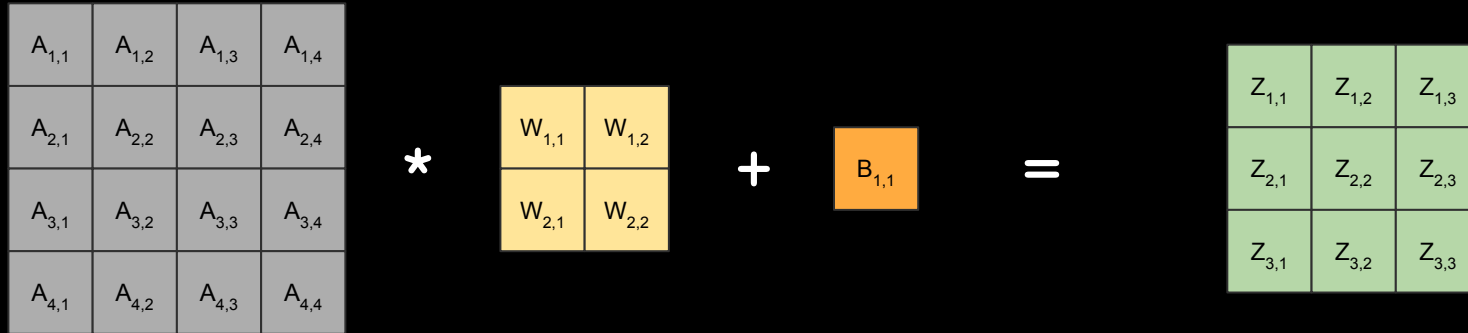 A1,1 A1,2 A1,3 A1,4
A2,1 A2,2 A2,3 A2,4
A3,1 A3,2 A3,3 A3,4
A4,1 A4,2 A4,3 A4,4
*
W1,1 W1,2
W2,1 W2,2
+
B1,1
=
Z1,1 Z1,2 Z1,3
Z2,1 Z2,2 Z2,3
Z3,1 Z3,2 Z3,3